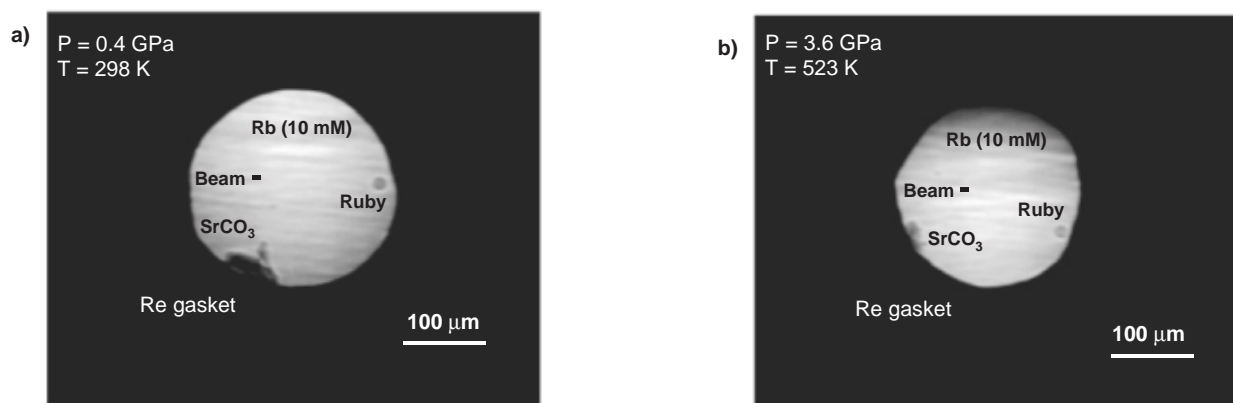 a)
P = 0.4 GPa
T = 298 K
Rb (10 mM)
Beam
Ruby
SrCO₃
Re gasket
100 μm
b)
P = 3.6 GPa
T = 523 K
Rb (10 mM)
Beam
Ruby
SrCO₃
Re gasket
100 μm